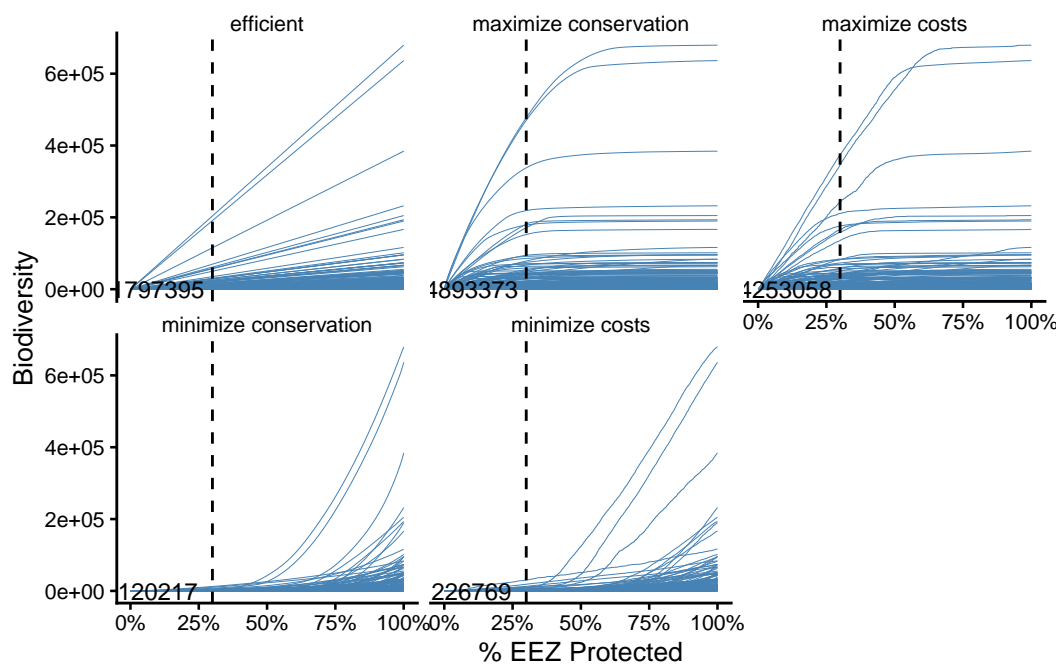 efficient
maximize conservation
maximize costs
6e+05
4e+05
2e+05
0e+00
797395
4893373
4253058
0%
25%
50%
75%
100%
minimize conservation
minimize costs
6e+05
4e+05
2e+05
0e+00
120217
226769
0%
25%
50%
75%
100%
0%
25%
50%
75%
100%
% EEZ Protected
Biodiversity